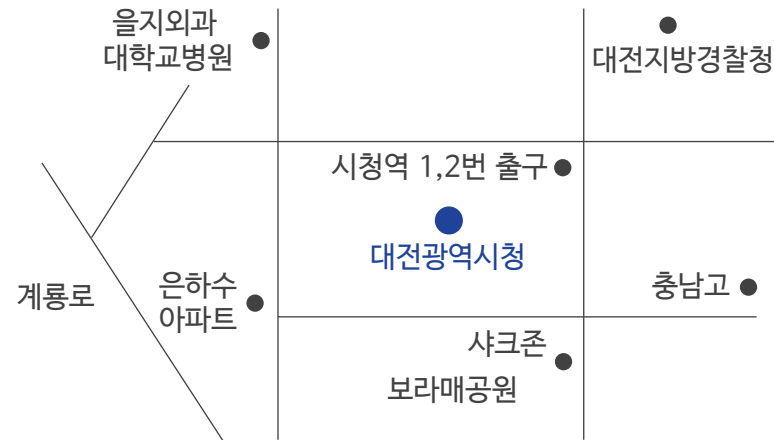 을지외과
대학교병원
대전지방경찰청
시청역 1,2번 출구
대전광역시청
계룡로
은하수
아파트
충남고
샤크존
보라매공원